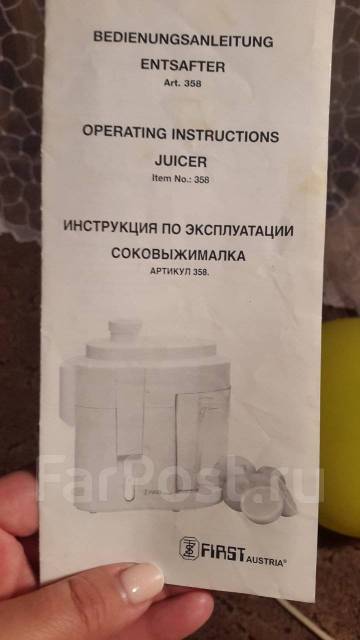 BEDIENUNGSANLEITUNG
ENTSAFTER
Art. 358
OPERATING INSTRUCTIONS
JUICER
Item No.: 358
ИНСТРУКЦИЯ ПО ЭКСПЛУАТАЦИИ
СОКОВЫЖИМАЛКА
АРТИКУЛ 358.
FarPost.ru
FIRST AUSTRIA®